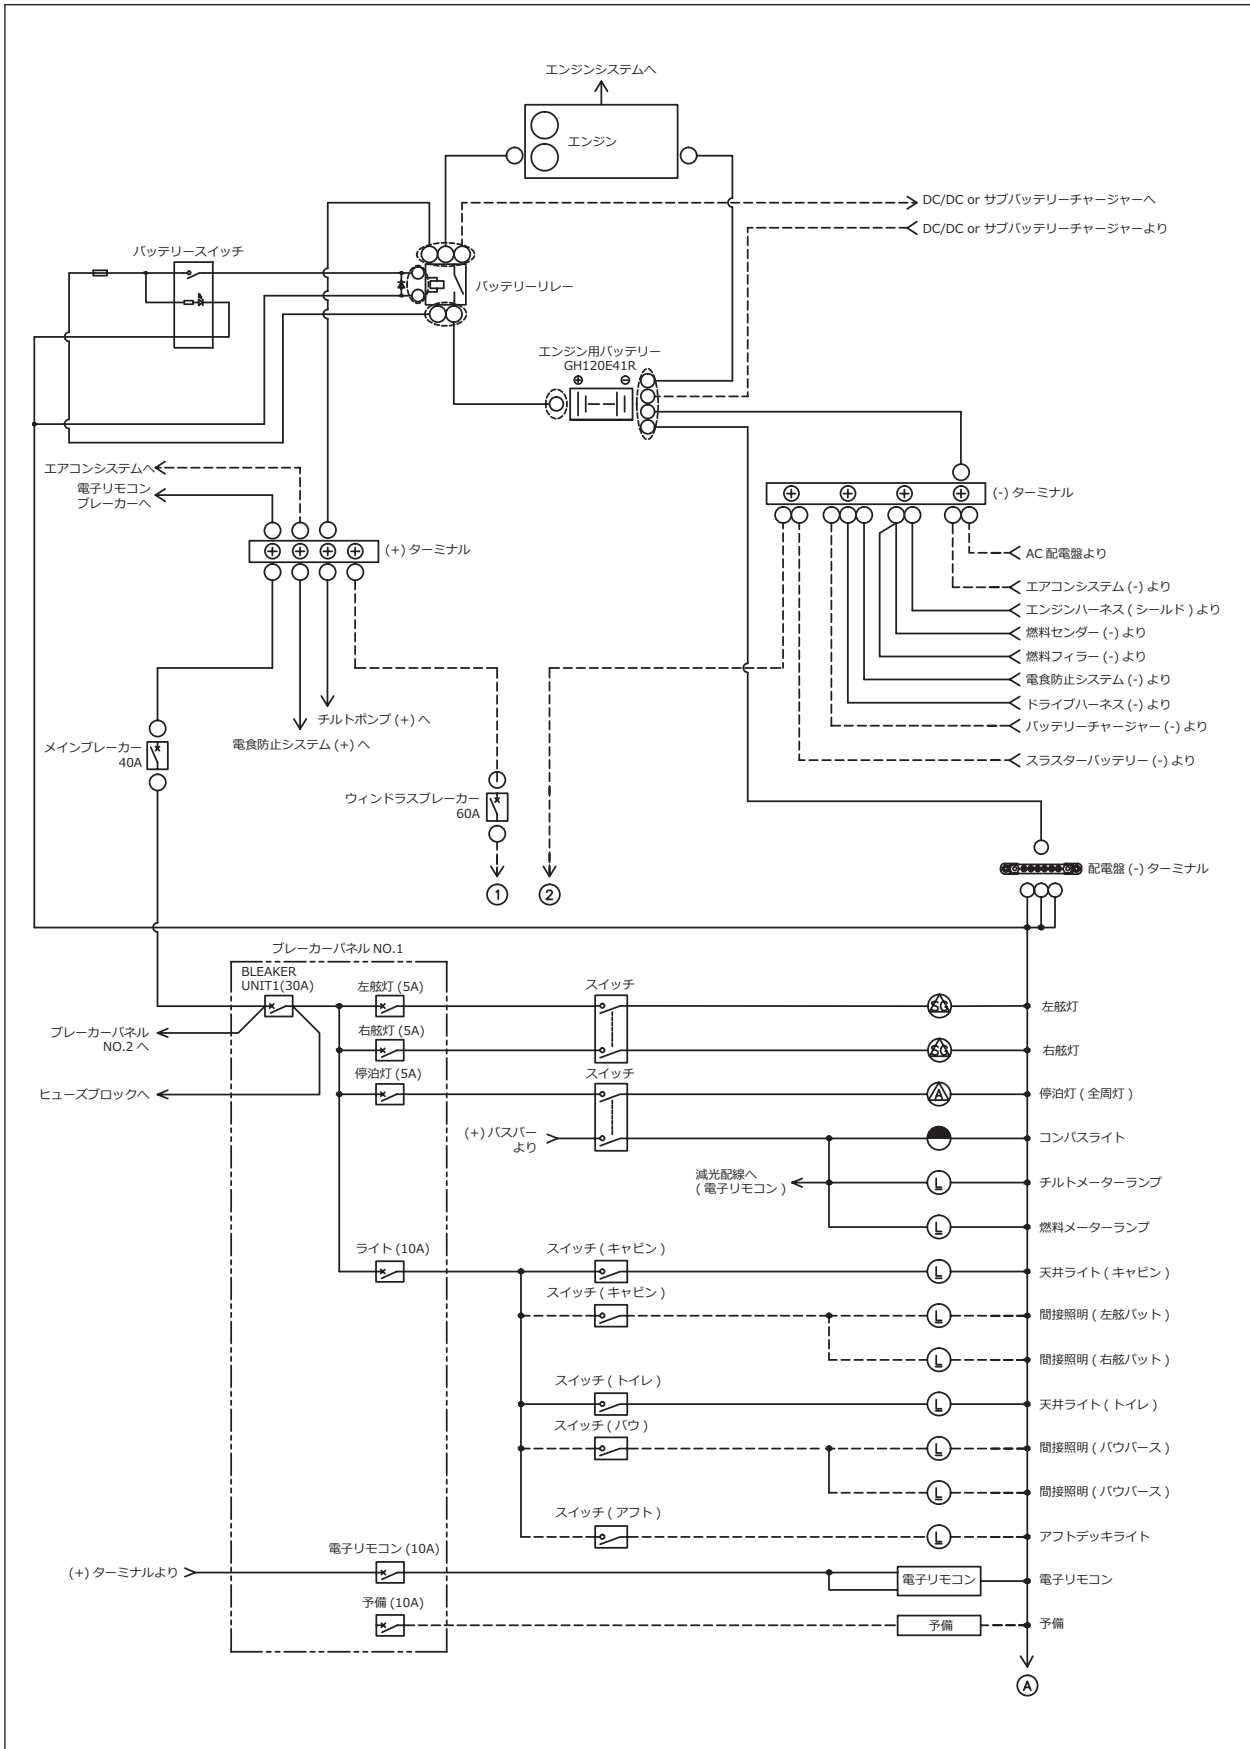 エンジンシステムへ
エンジン
DC/DC or サブバッテリーチャージャーへ
DC/DC or サブバッテリーチャージャーより
バッテリースイッチ
バッテリーリレー
エンジン用バッテリー
GH120E41R
エアコンシステムへ
電子リモコン
ブレーカーへ
(+) ターミナル
(-) ターミナル
AC 配電盤より
エアコンシステム (-) より
エンジンハーネス ( シールド ) より
燃料センダー (-) より
燃料フィラー (-) より
電食防止システム (-) より
ドライブハーネス (-) より
バッテリーチャージャー (-) より
スラスターバッテリー (-) より
チルトポンプ (+) へ
電食防止システム (+) へ
メインブレーカー
40A
ウィンドラスブレーカー
60A
1
2
配電盤 (-) ターミナル
ブレーカーパネル NO.1
BLEAKER
UNIT1(30A)
左舷灯 (5A)
スイッチ
SG
左舷灯
ブレーカーパネル
NO.2 へ
右舷灯 (5A)
SG
右舷灯
停泊灯 (5A)
スイッチ
ヒューズブロックへ
A
停泊灯 ( 全周灯 )
(+) バスバー
より
コンパスライト
減光配線へ
( 電子リモコン )
L
チルトメーターランプ
L
燃料メーターランプ
ライト (10A)
スイッチ ( キャビン )
L
天井ライト ( キャビン )
スイッチ ( キャビン )
L
間接照明 ( 左舷パット )
L
間接照明 ( 右舷パット )
スイッチ ( トイレ )
L
天井ライト ( トイレ )
スイッチ ( バウ )
L
間接照明 ( バウバース )
L
間接照明 ( バウバース )
スイッチ ( アフト )
L
アフトデッキライト
電子リモコン (10A)
(+) ターミナルより
電子リモコン
電子リモコン
予備 (10A)
予備
予備
A